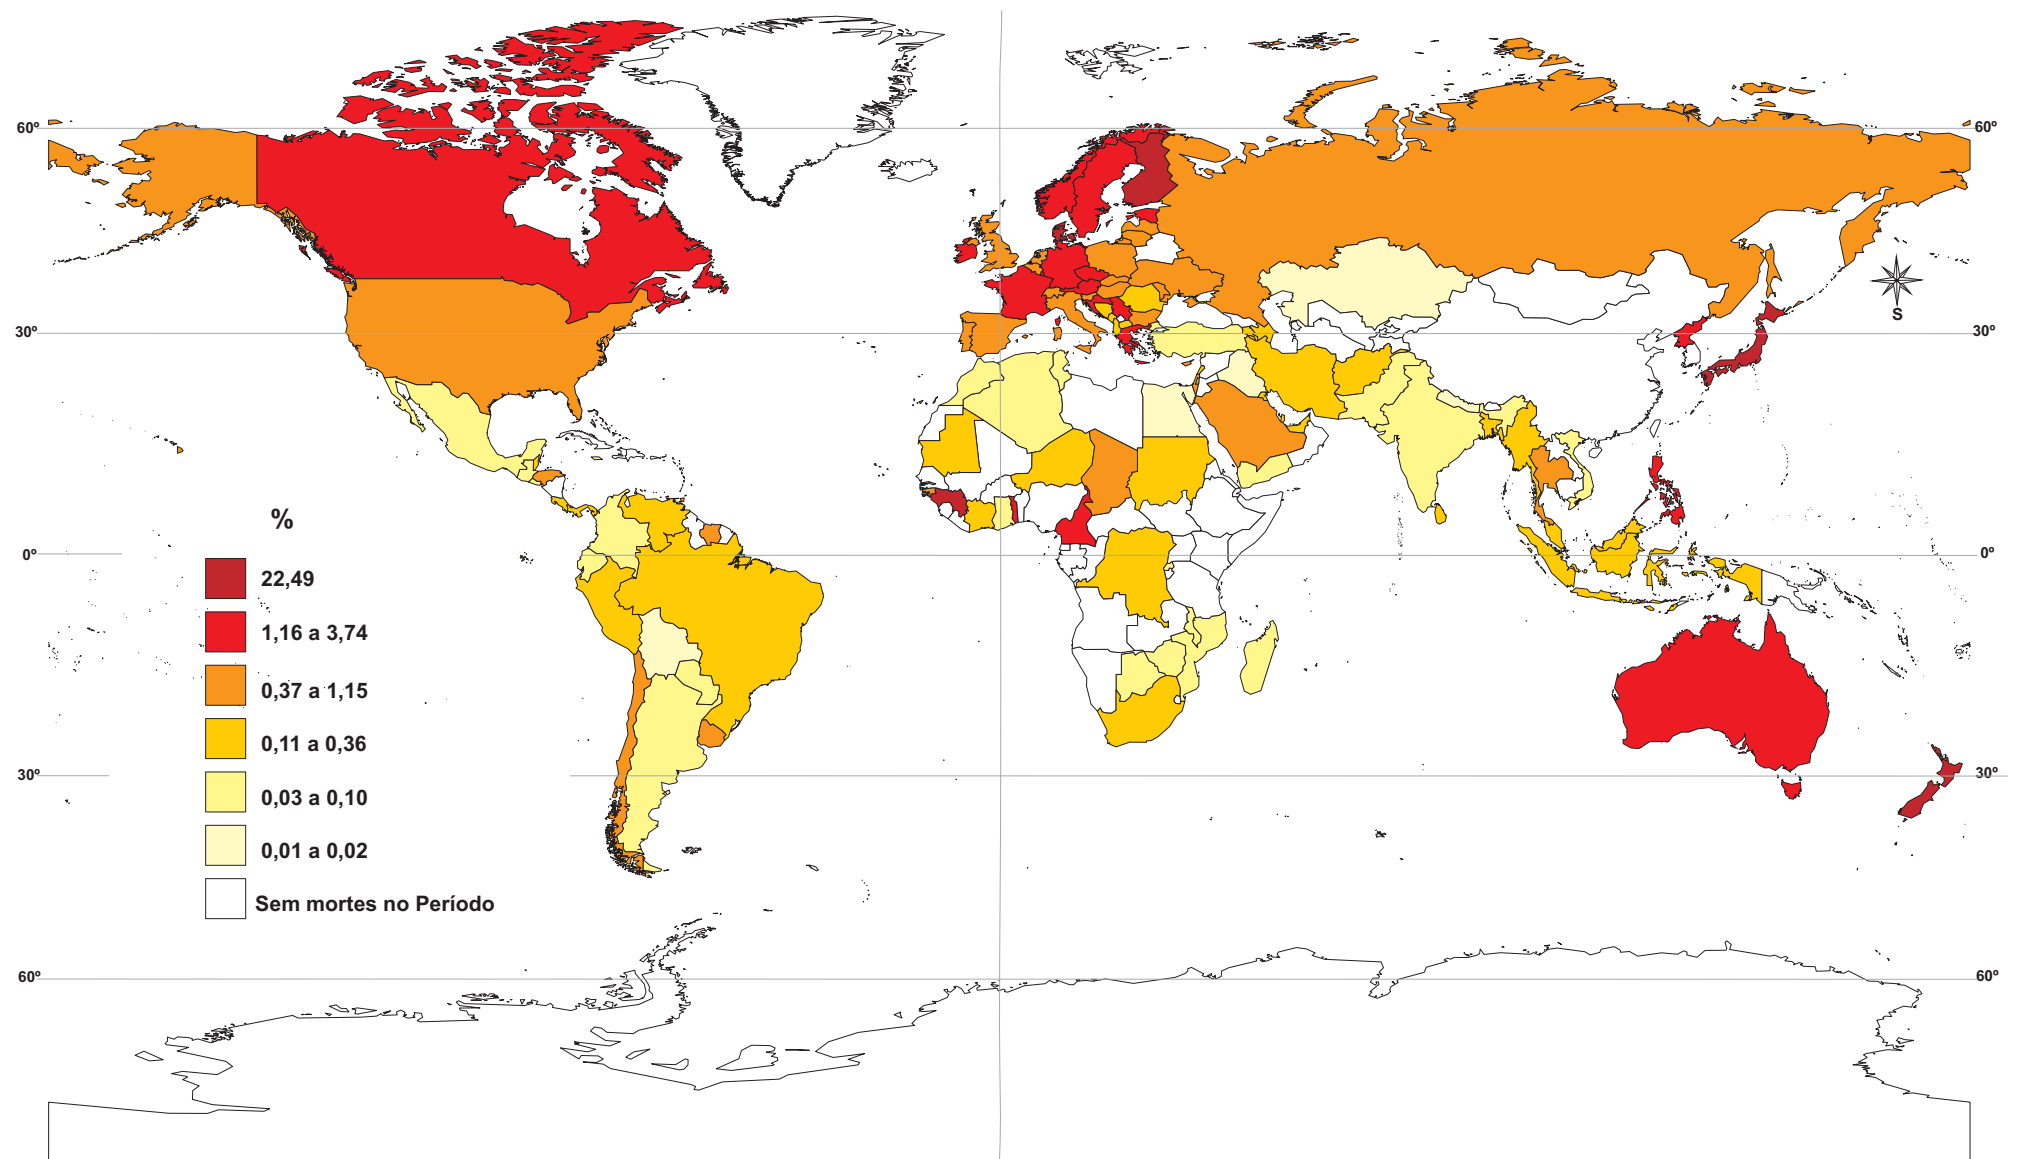 60º
60º
S
30º
30º
%
0º
0º
22,49
1,16 a 3,74
0,37 a 1,15
0,11 a 0,36
30º
30º
0,03 a 0,10
0,01 a 0,02
Sem mortes no Período
60º
60º